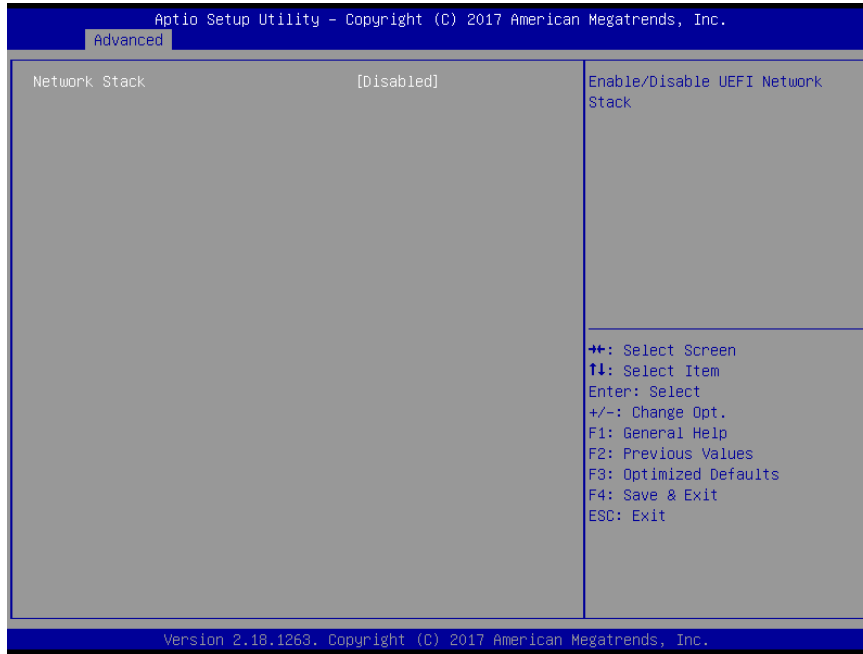 Aptio Setup Utility – Copyright (C) 2017 American Megatrends, Inc.
Advanced
Network Stack [Disabled]
Enable/Disable UEFI Network
Stack
→←: Select Screen
↑↓: Select Item
Enter: Select
+/-: Change Opt.
F1: General Help
F2: Previous Values
F3: Optimized Defaults
F4: Save & Exit
ESC: Exit
Version 2.18.1263. Copyright (C) 2017 American Megatrends, Inc.